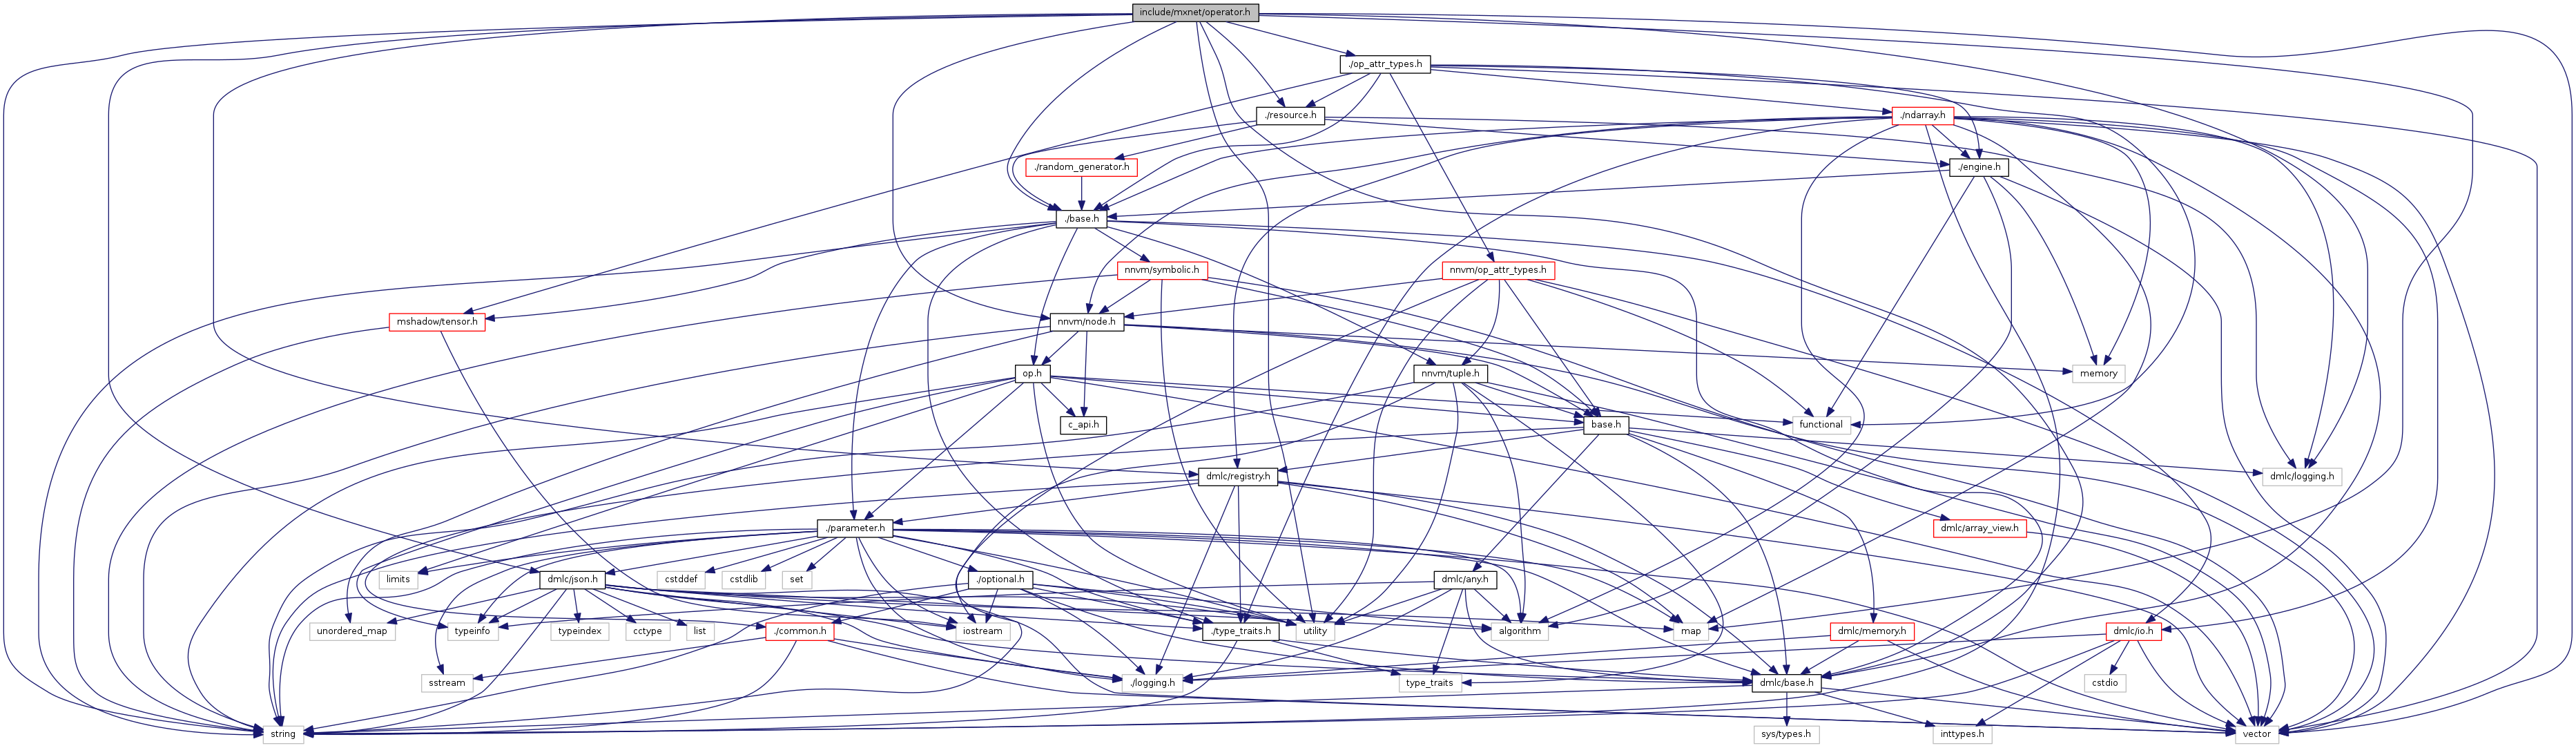 include/mxnet/operator.h
./op_attr_types.h
./resource.h
./ndarray.h
./random_generator.h
./engine.h
./base.h
nnvm/symbolic.h
nnvm/op_attr_types.h
mshadow/tensor.h
nnvm/node.h
op.h
nnvm/tuple.h
memory
c_api.h
base.h
functional
dmlc/registry.h
dmlc/logging.h
./parameter.h
dmlc/array_view.h
limits
dmlc/json.h
cstddef
cstdlib
set
./optional.h
dmlc/any.h
unordered_map
typeinfo
typeindex
cctype
list
./common.h
iostream
./type_traits.h
utility
algorithm
map
dmlc/memory.h
dmlc/io.h
sstream
./logging.h
type_traits
dmlc/base.h
cstdio
string
sys/types.h
inttypes.h
vector